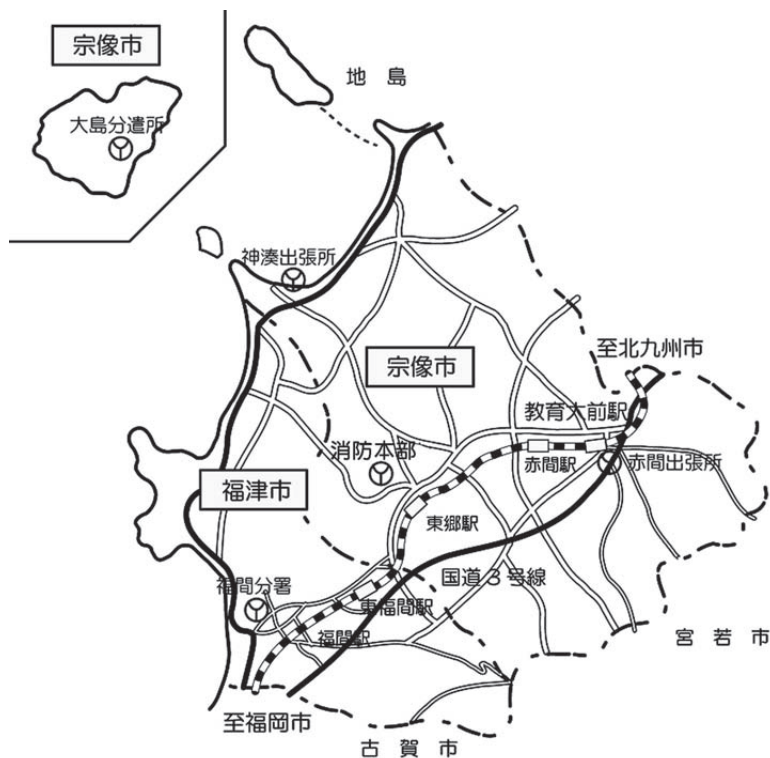 宗像市
大島分遣所
地島
神湊出張所
宗像市
至北九州市
教育大前駅
赤間駅
赤間出張所
消防本部
福津市
東郷駅
国道3号線
福間分署
東福間駅
福間駅
宮若市
至福岡市
古賀市